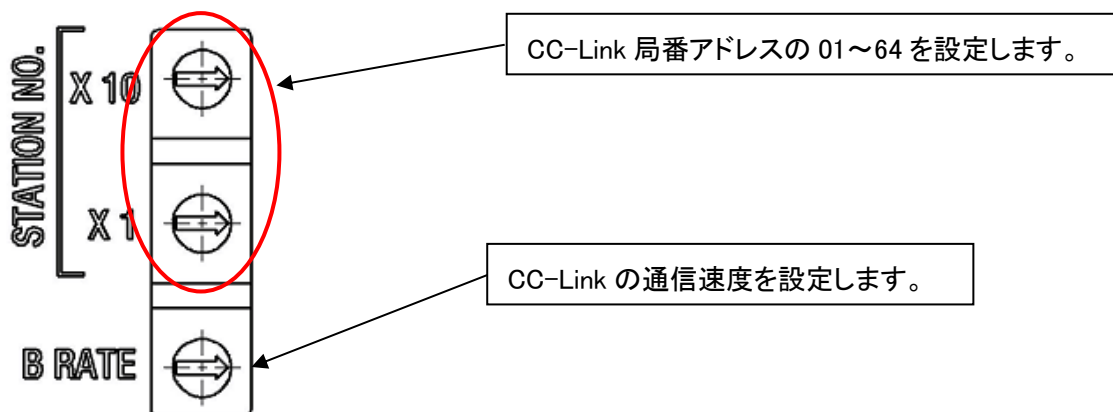 CC-Link 局番アドレスの 01～64 を設定します。
STATION NO.
X 10
X 1
CC-Link の通信速度を設定します。
B RATE